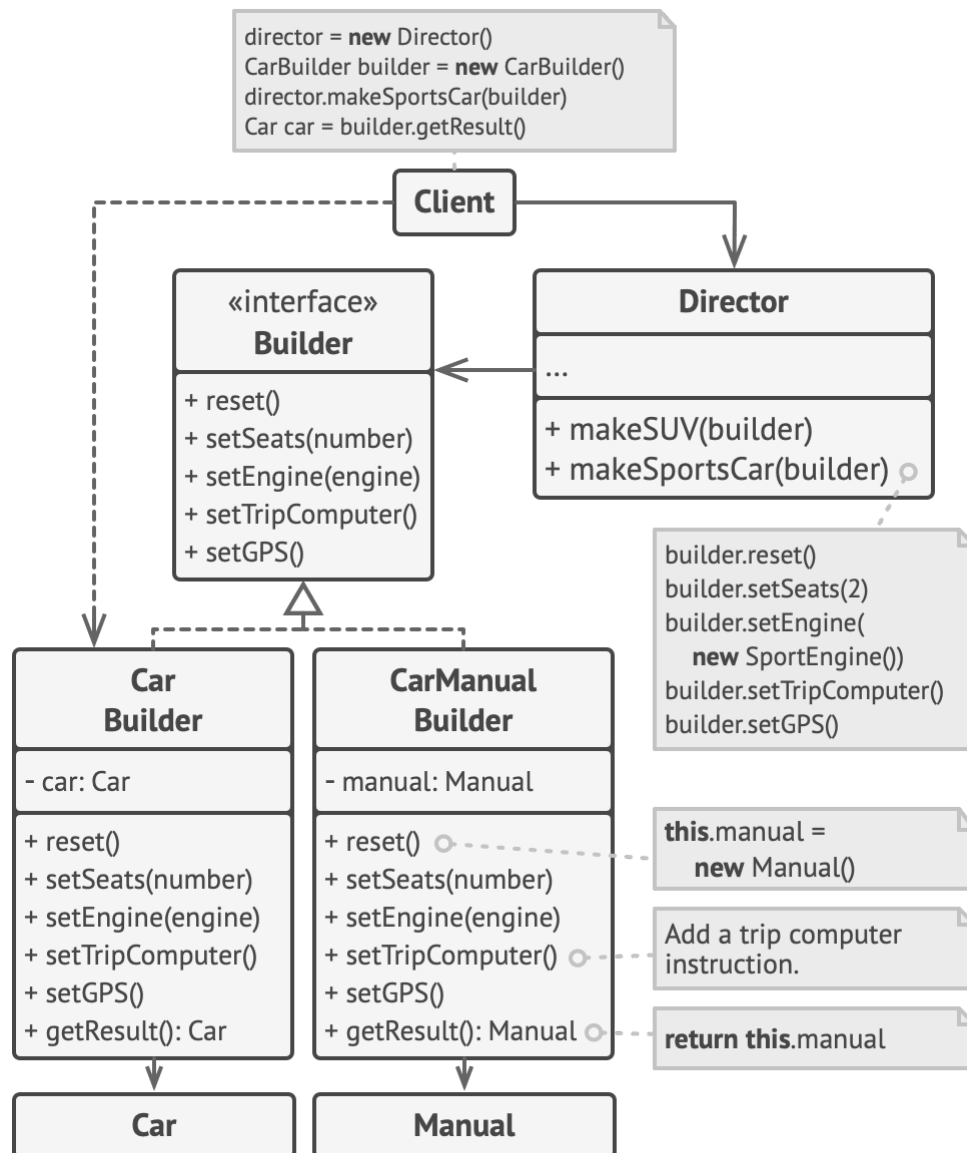 director = new Director()
CarBuilder builder = new CarBuilder()
director.makeSportsCar(builder)
Car car = builder.getResult()
Client
«interface»
Builder
+ reset()
+ setSeats(number)
+ setEngine(engine)
+ setTripComputer()
+ setGPS()
Director
...
+ makeSUV(builder)
+ makeSportsCar(builder)
builder.reset()
builder.setSeats(2)
builder.setEngine(
new SportEngine())
builder.setTripComputer()
builder.setGPS()
Car
Builder
- car: Car
+ reset()
+ setSeats(number)
+ setEngine(engine)
+ setTripComputer()
+ setGPS()
+ getResult(): Car
CarManual
Builder
- manual: Manual
+ reset()
+ setSeats(number)
+ setEngine(engine)
+ setTripComputer()
+ setGPS()
+ getResult(): Manual
this.manual =
new Manual()
Add a trip computer
instruction.
return this.manual
Car
Manual